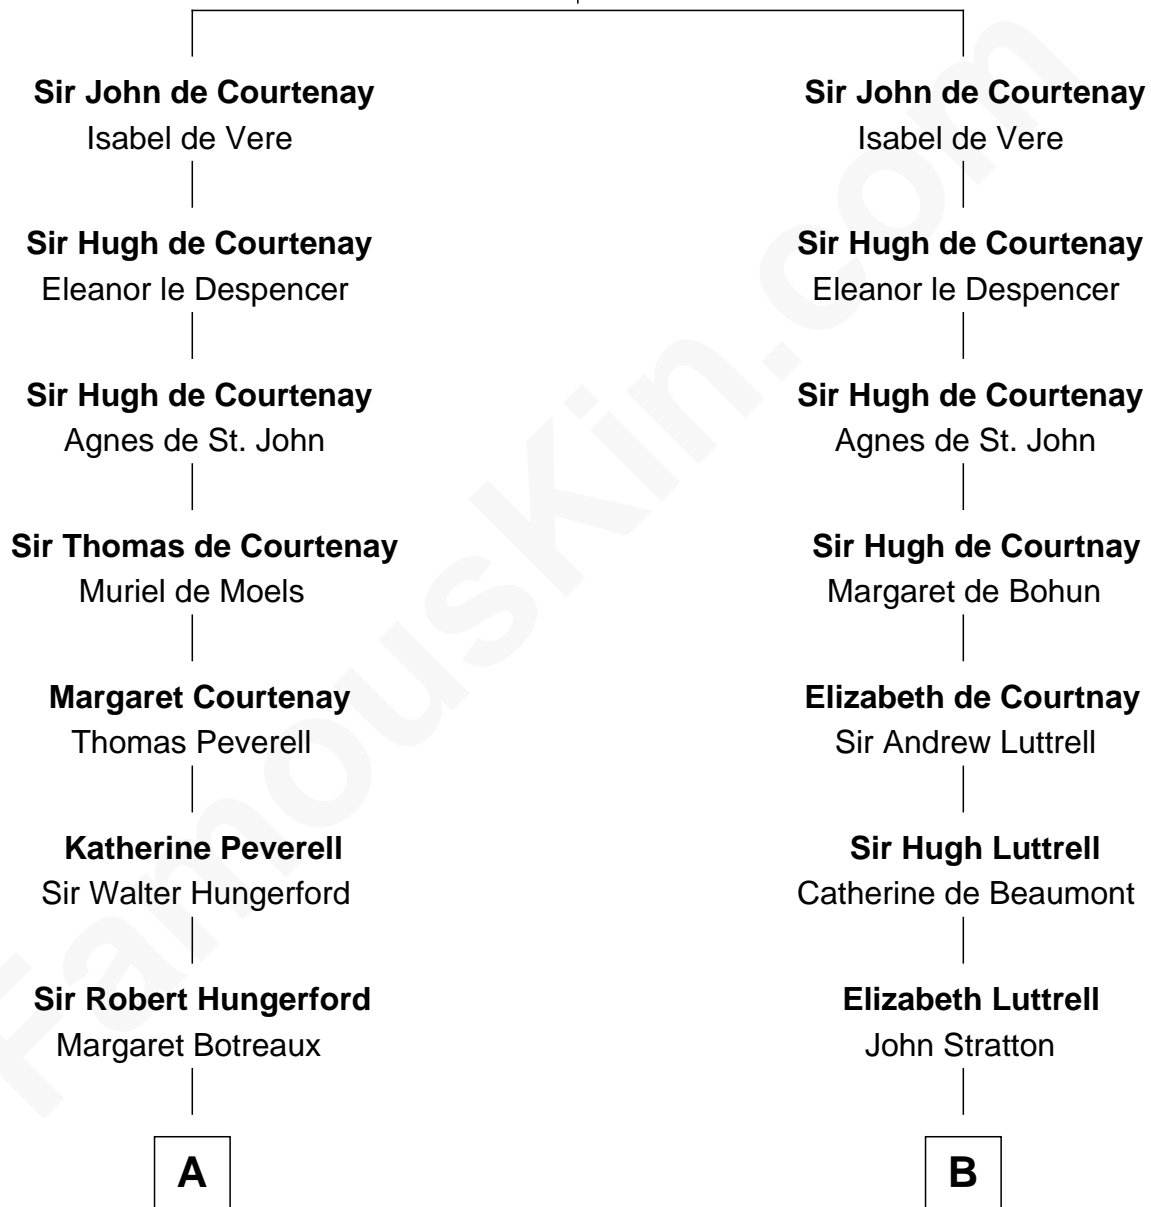 Sir John de Courtenay
Isabel de Vere
Sir Hugh de Courtenay
Eleanor le Despencer
Sir Hugh de Courtenay
Agnes de St. John
Sir Thomas de Courtenay
Muriel de Moels
Margaret Courtenay
Thomas Peverell
Katherine Peverell
Sir Walter Hungerford
Sir Robert Hungerford
Margaret Botreaux
A
Sir John de Courtenay
Isabel de Vere
Sir Hugh de Courtenay
Eleanor le Despencer
Sir Hugh de Courtenay
Agnes de St. John
Sir Hugh de Courtnay
Margaret de Bohun
Elizabeth de Courtnay
Sir Andrew Luttrell
Sir Hugh Luttrell
Catherine de Beaumont
Elizabeth Luttrell
John Stratton
B
FamousKin.com